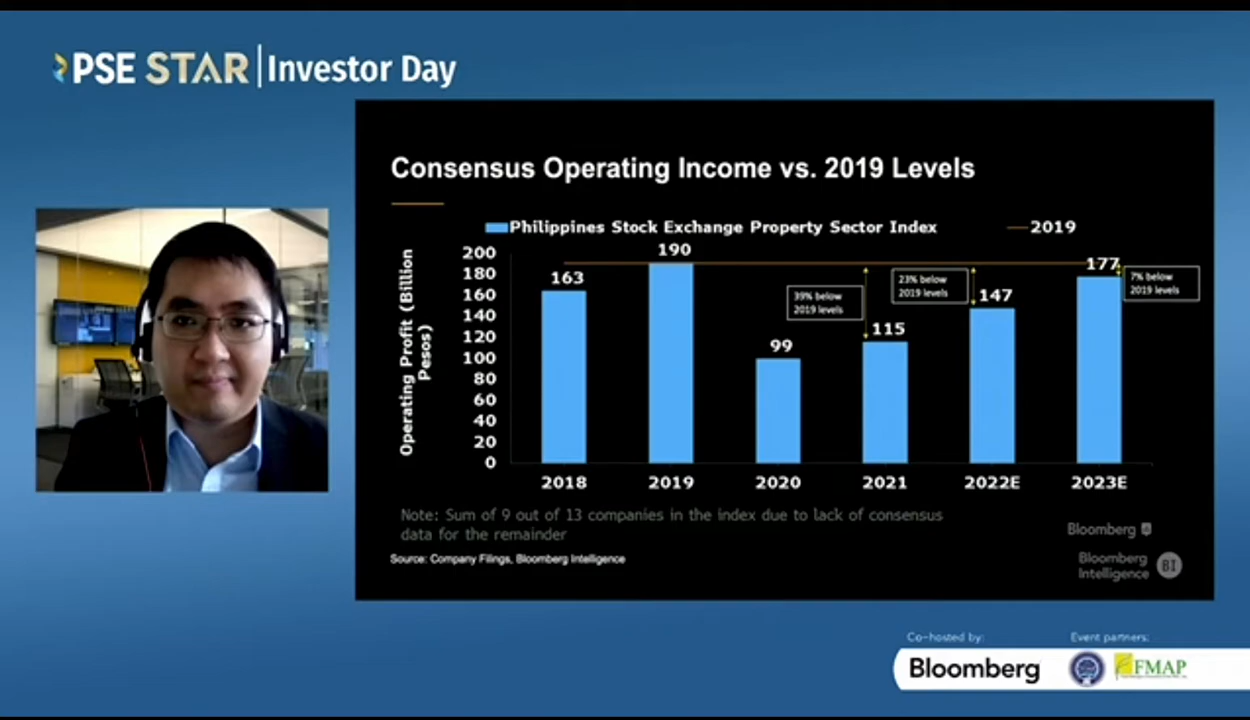 PSE STAR | Investor Day
Consensus Operating Income vs. 2019 Levels
Philippines Stock Exchange Property Sector Index
2019
Operating Profit (Billion
Pesos)
200
180
160
140
120
100
80
60
40
20
0
163
190
99
115
147
177
39% below
2019 levels
23% below
2019 levels
7% below
2019 levels
2018
2019
2020
2021
2022E
2023E
Note: Sum of 9 out of 13 companies in the index due to lack of consensus
data for the remainder
Source: Company Filings, Bloomberg Intelligence
Bloomberg
Bloomberg
Intelligence
BI
Co-hosted by:
Bloomberg
Event partners:
FMAP